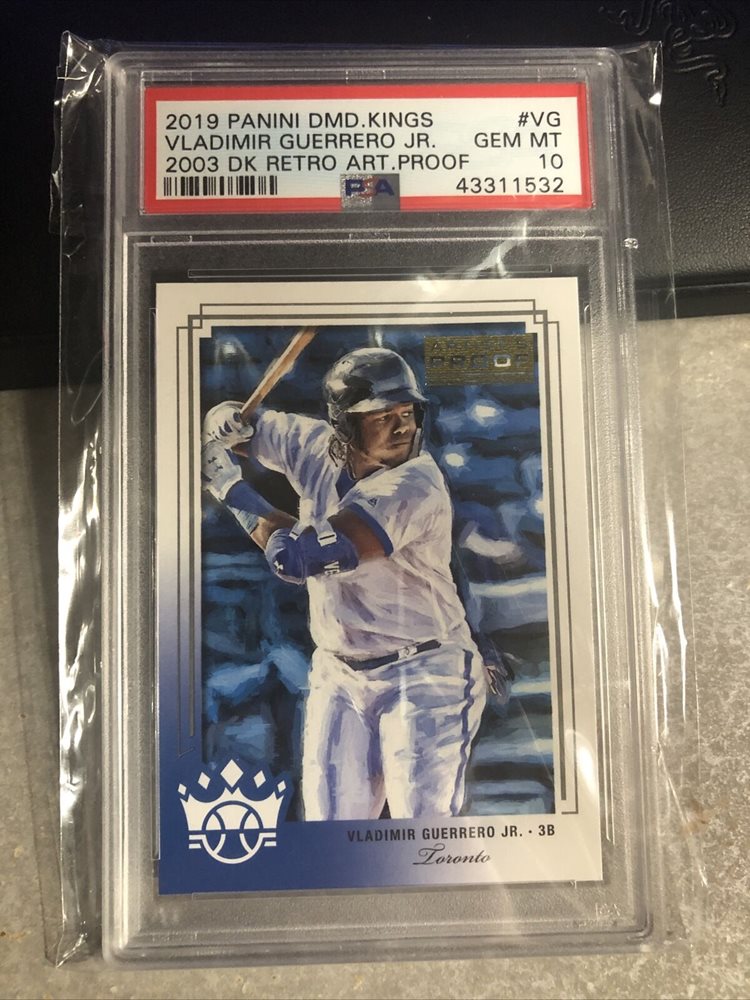 2019 PANINI DMD.KINGS #VG
VLADIMIR GUERRERO JR. GEM MT
2003 DK RETRO ART.PROOF 10
PSA 43311532
PROOF
VLADIMIR GUERRERO JR. • 3B
Toronto